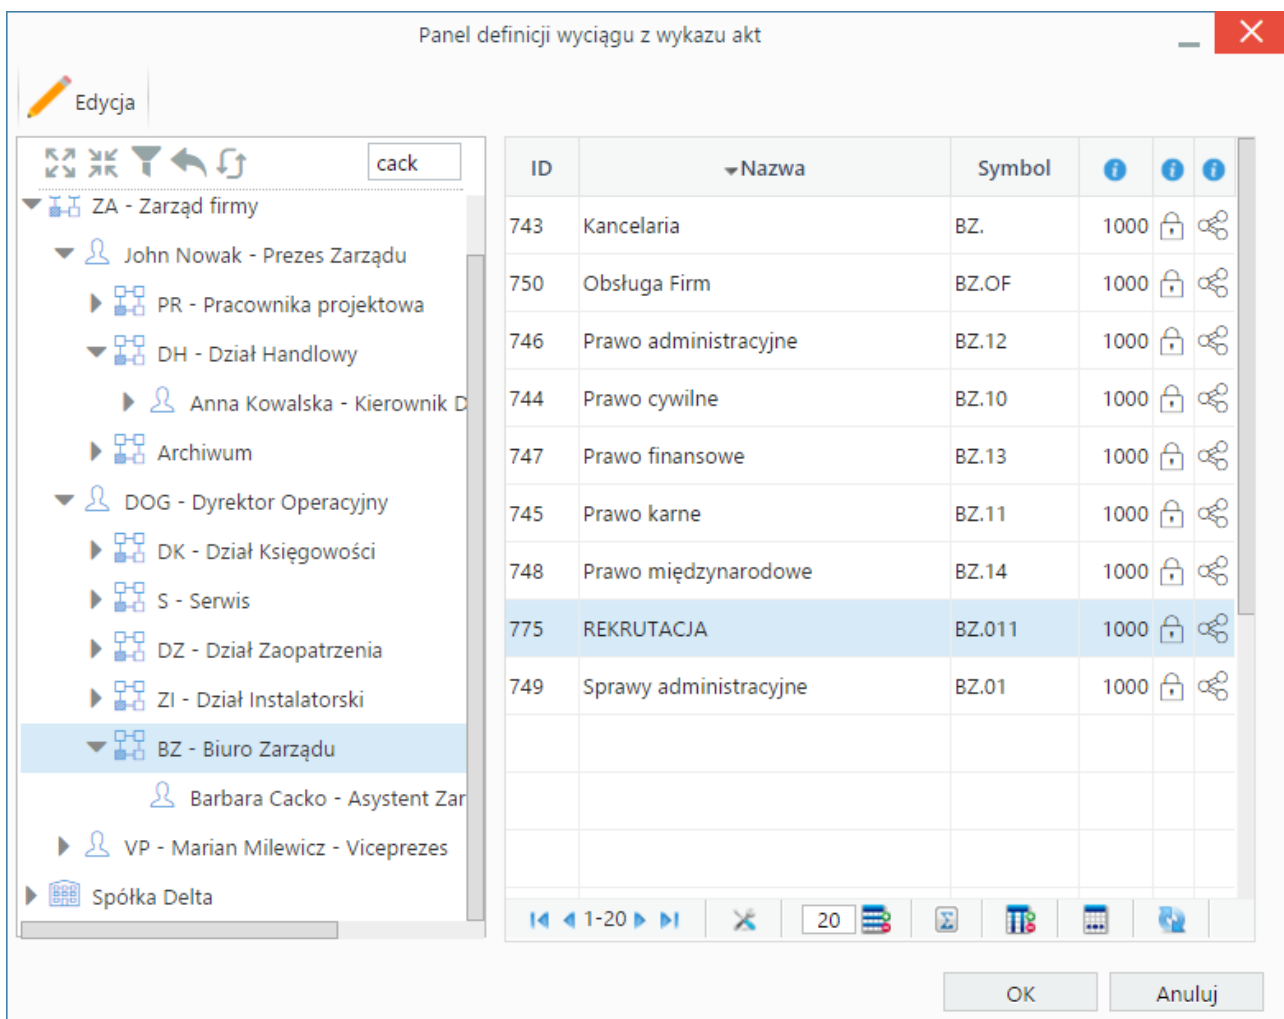 Panel definicji wyciągu z wykazu akt
Edycja
cack
ZA - Zarząd firmy
John Nowak - Prezes Zarządu
PR - Pracownika projektowa
DH - Dział Handlowy
Anna Kowalska - Kierownik D
Archiwum
DOG - Dyrektor Operacyjny
DK - Dział Księgowości
S - Serwis
DZ - Dział Zaopatrzenia
ZI - Dział Instalatorski
BZ - Biuro Zarządu
Barbara Cacko - Asystent Zar
VP - Marian Milewicz - Viceprezes
Spółka Delta
ID Nazwa Symbol
743 Kancelaria BZ. 1000
750 Obsługa Firm BZ.OF 1000
746 Prawo administracyjne BZ.12 1000
744 Prawo cywilne BZ.10 1000
747 Prawo finansowe BZ.13 1000
745 Prawo karne BZ.11 1000
748 Prawo międzynarodowe BZ.14 1000
775 REKRUTACJA BZ.011 1000
749 Sprawy administracyjne BZ.01 1000
1-20 20
OK Anuluj